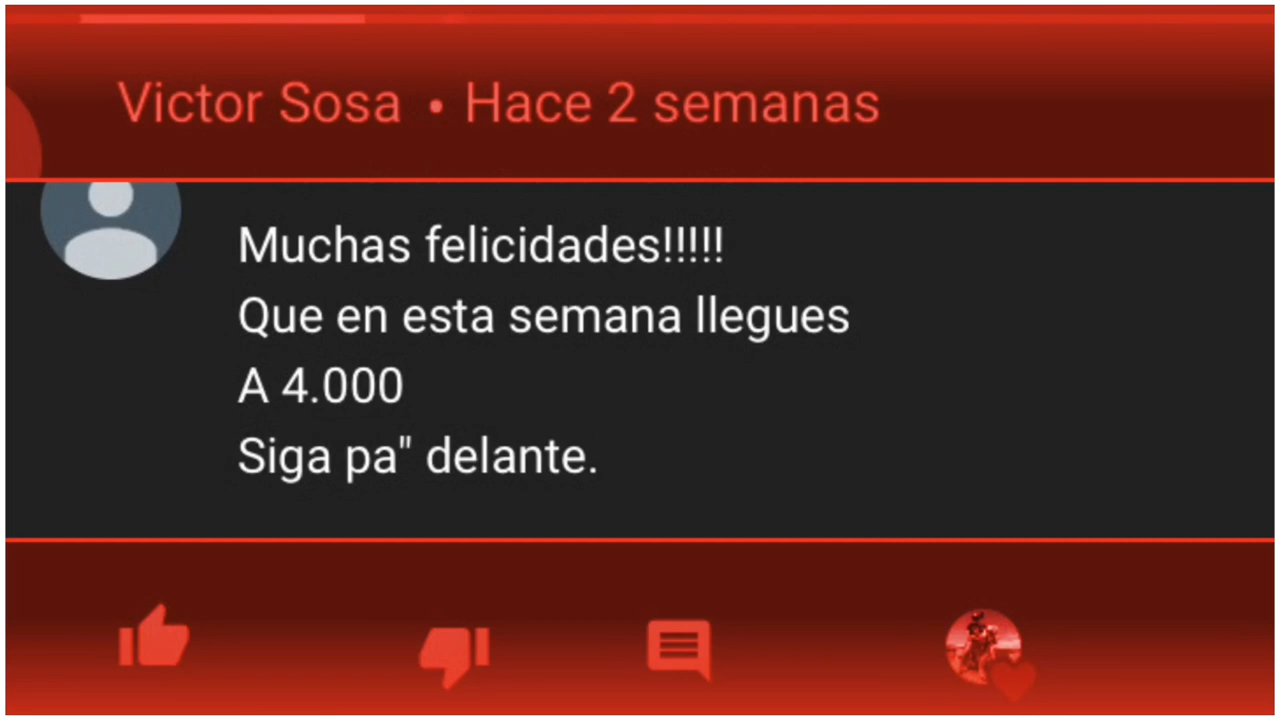 Victor Sosa • Hace 2 semanas
Muchas felicidades!!!!!
Que en esta semana llegues
A 4.000
Siga pa" delante.